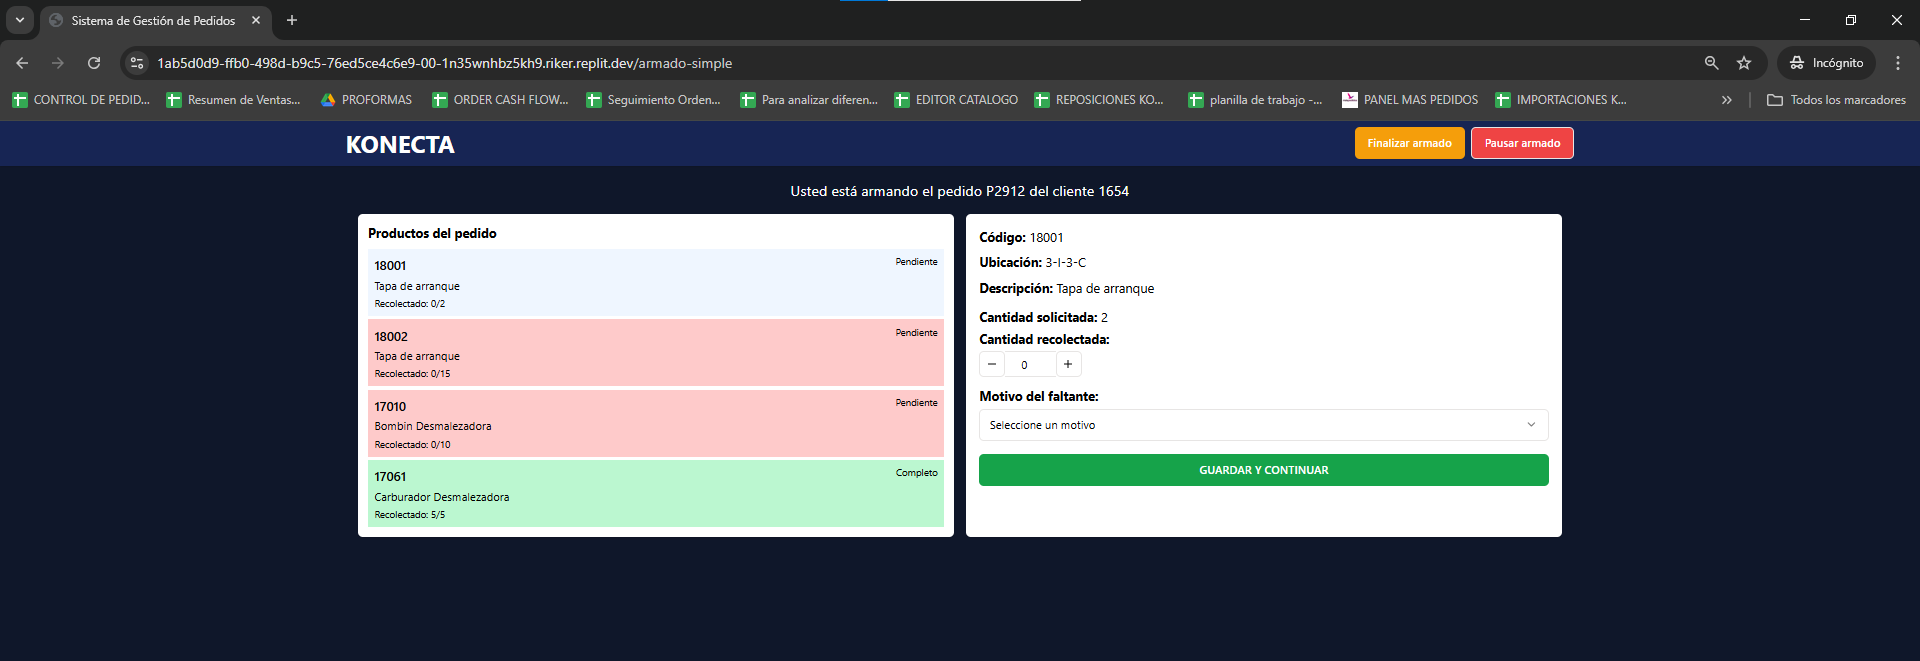 Sistema de Gestión de Pedidos
1ab5d0d9-ffb0-498d-b9c5-76ed5ce4c6e9-00-1n35wnhbz5kh9.riker.replit.dev/armado-simple
Incógnito
CONTROL DE PEDID...
Resumen de Ventas...
PROFORMAS
ORDER CASH FLOW...
Seguimiento Orden...
Para analizar diferen...
EDITOR CATALOGO
REPOSICIONES KO...
planilla de trabajo -...
PANEL MAS PEDIDOS
IMPORTACIONES K...
Todos los marcadores
KONECTA
Finalizar armado
Pausar armado
Usted está armando el pedido P2912 del cliente 1654
Productos del pedido
18001
Pendiente
Tapa de arranque
Recolectado: 0/2
18002
Pendiente
Tapa de arranque
Recolectado: 0/15
17010
Pendiente
Bombín Desmalezadora
Recolectado: 0/10
17061
Completo
Carburador Desmalezadora
Recolectado: 5/5
Código: 18001
Ubicación: 3-I-3-C
Descripción: Tapa de arranque
Cantidad solicitada: 2
Cantidad recolectada:
− 0 +
Motivo del faltante:
Seleccione un motivo
GUARDAR Y CONTINUAR